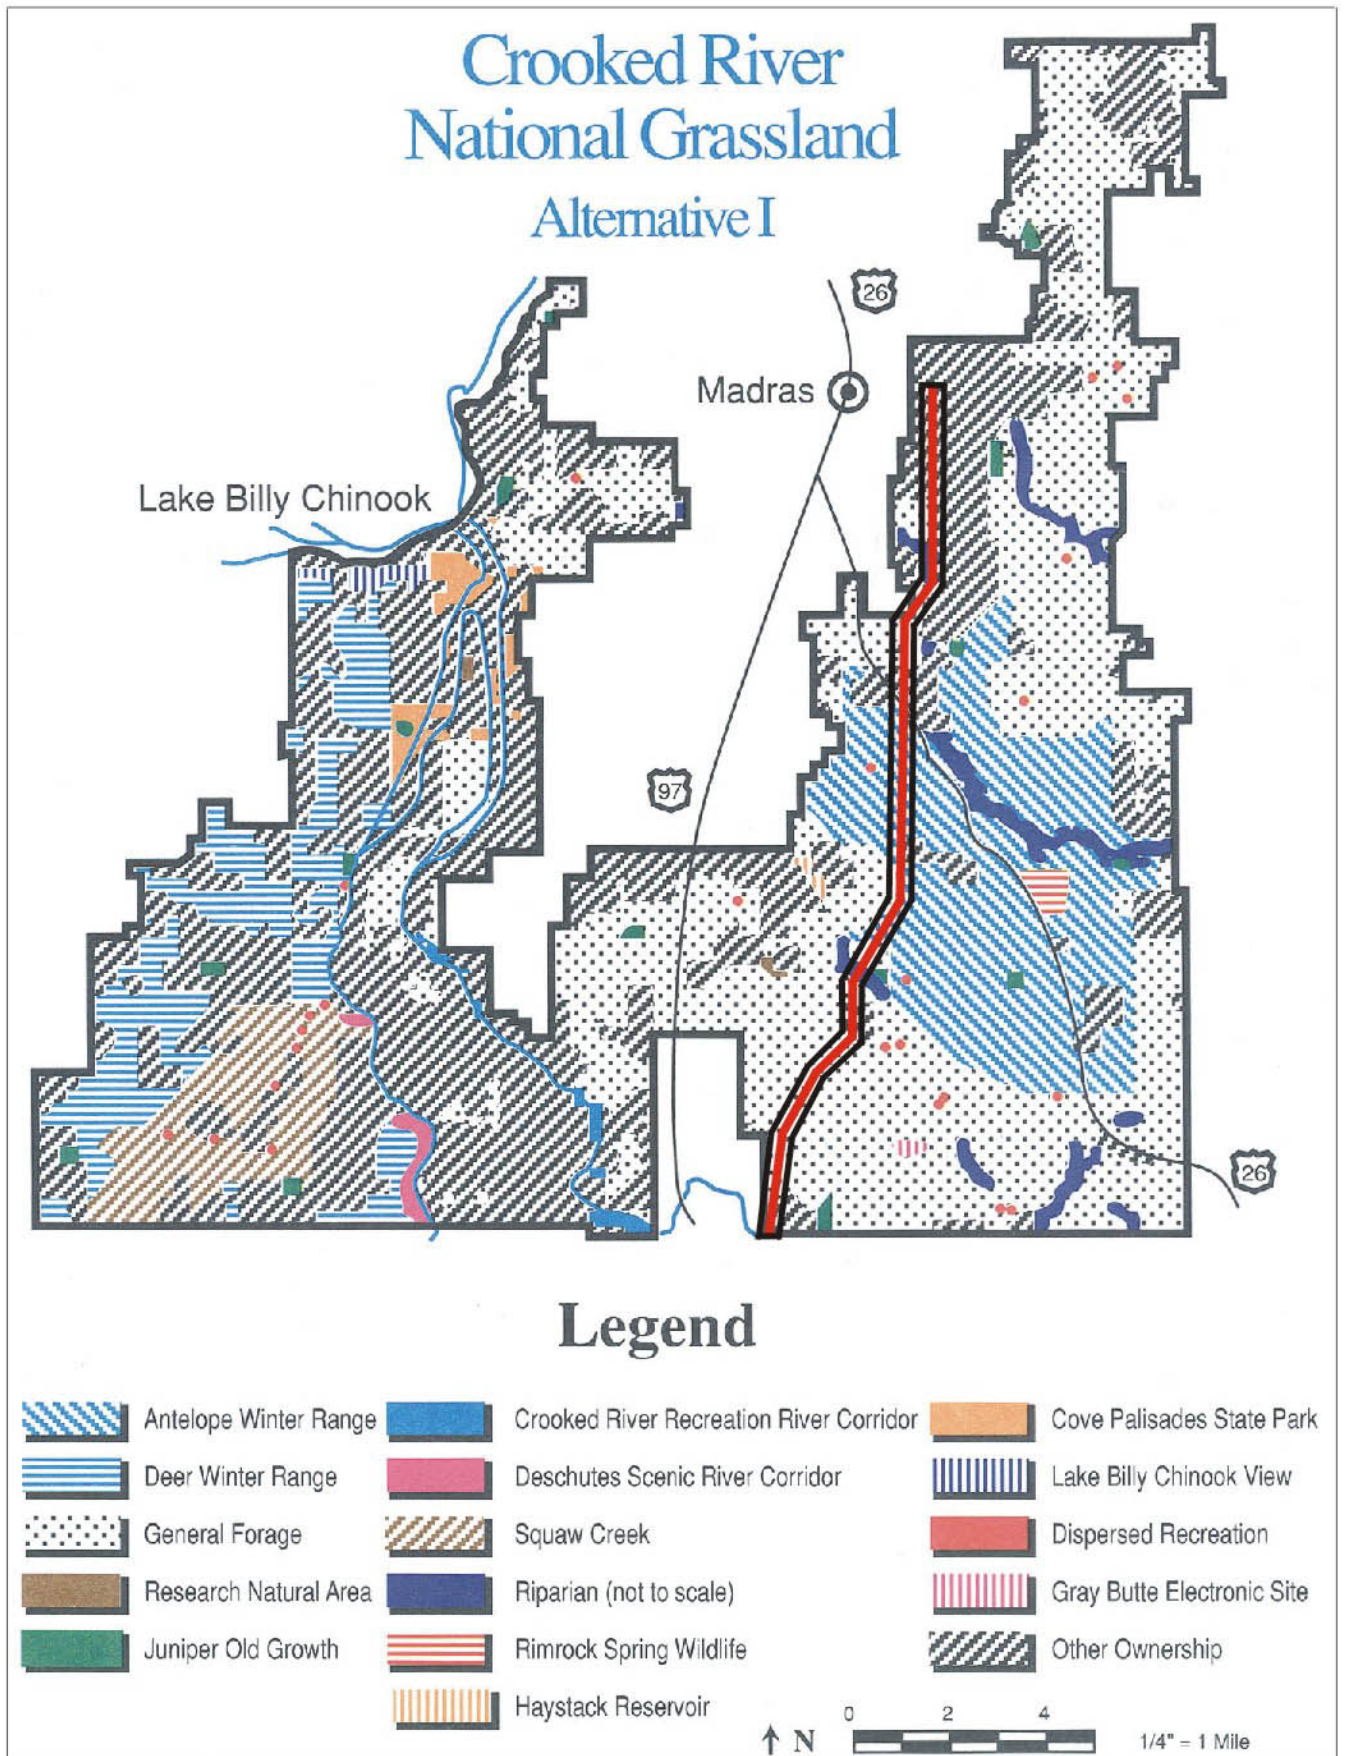 Crooked River
National Grassland
Alternative I
26
Madras
Lake Billy Chinook
97
26
Legend
Antelope Winter Range
Deer Winter Range
General Forage
Research Natural Area
Juniper Old Growth
Crooked River Recreation River Corridor
Deschutes Scenic River Corridor
Squaw Creek
Riparian (not to scale)
Rimrock Spring Wildlife
Haystack Reservoir
Cove Palisades State Park
Lake Billy Chinook View
Dispersed Recreation
Gray Butte Electronic Site
Other Ownership
N
0 2 4
1/4" = 1 Mile